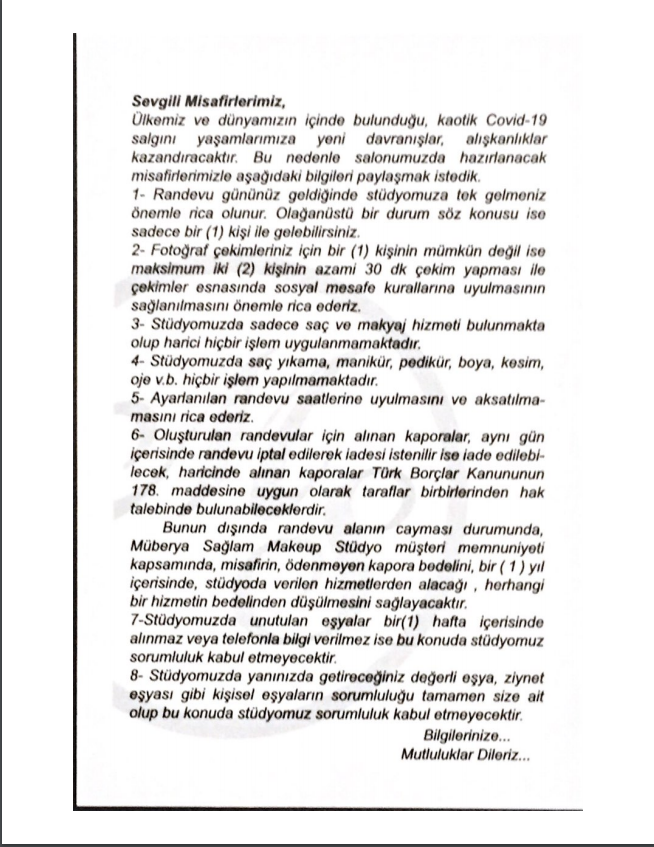 Sevgili Misafirlerimiz,
Ülkemiz ve dünyamızın içinde bulunduğu, kaotik Covid-19
salgını yaşamlarımıza yeni davranışlar, alışkanlıklar
kazandıracaktır. Bu nedenle salonumuzda hazırlanacak
misafirlerimizle aşağıdaki bilgileri paylaşmak istedik.
1- Randevu gününüz geldiğinde stüdyomuza tek gelmeniz
önemle rica olunur. Olağanüstü bir durum söz konusu ise
sadece bir (1) kişi ile gelebilirsiniz.
2- Fotoğraf çekimleriniz için bir (1) kişinin mümkün değil ise
maksimum iki (2) kişinin azami 30 dk çekim yapması ile
çekimler esnasında sosyal mesafe kurallarına uyulmasının
sağlanılmasını önemle rica ederiz.
3- Stüdyomuzda sadece saç ve makyaj hizmeti bulunmakta
olup harici hiçbir işlem uygulanmamaktadır.
4- Stüdyomuzda saç yıkama, manikür, pedikür, boya, kesim,
oje v.b. hiçbir işlem yapılmamaktadır.
5- Ayarlanılan randevu saatlerine uyulmasını ve aksatılma-
masını rica ederiz.
6- Oluşturulan randevular için alınan kaporalar, aynı gün
içerisinde randevu iptal edilerek iadesi istenilir ise iade edilebi-
lecek, haricinde alınan kaporalar Türk Borçlar Kanununun
178. maddesine uygun olarak taraflar birbirlerinden hak
talebinde bulunabileceklerdir.
Bunun dışında randevu alanın cayması durumunda,
Müberya Sağlam Makeup Stüdyo müşteri memnuniyeti
kapsamında, misafirin, ödenmeyen kapora bedelini, bir ( 1 ) yıl
içerisinde, stüdyoda verilen hizmetlerden alacağı , herhangi
bir hizmetin bedelinden düşülmesini sağlayacaktır.
7-Stüdyomuzda unutulan eşyalar bir(1) hafta içerisinde
alınmaz veya telefonla bilgi verilmez ise bu konuda stüdyomuz
sorumluluk kabul etmeyecektir.
8- Stüdyomuzda yanınızda getireceğiniz değerli eşya, ziynet
eşyası gibi kişisel eşyaların sorumluluğu tamamen size ait
olup bu konuda stüdyomuz sorumluluk kabul etmeyecektir.
Bilgilerinize...
Mutluluklar Dileriz...